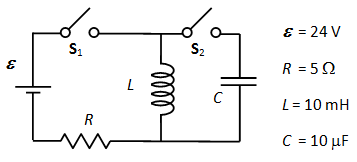 S₁
S₂
ε
L
C
R
ε = 24 V
R = 5 Ω
L = 10 mH
C = 10 μF